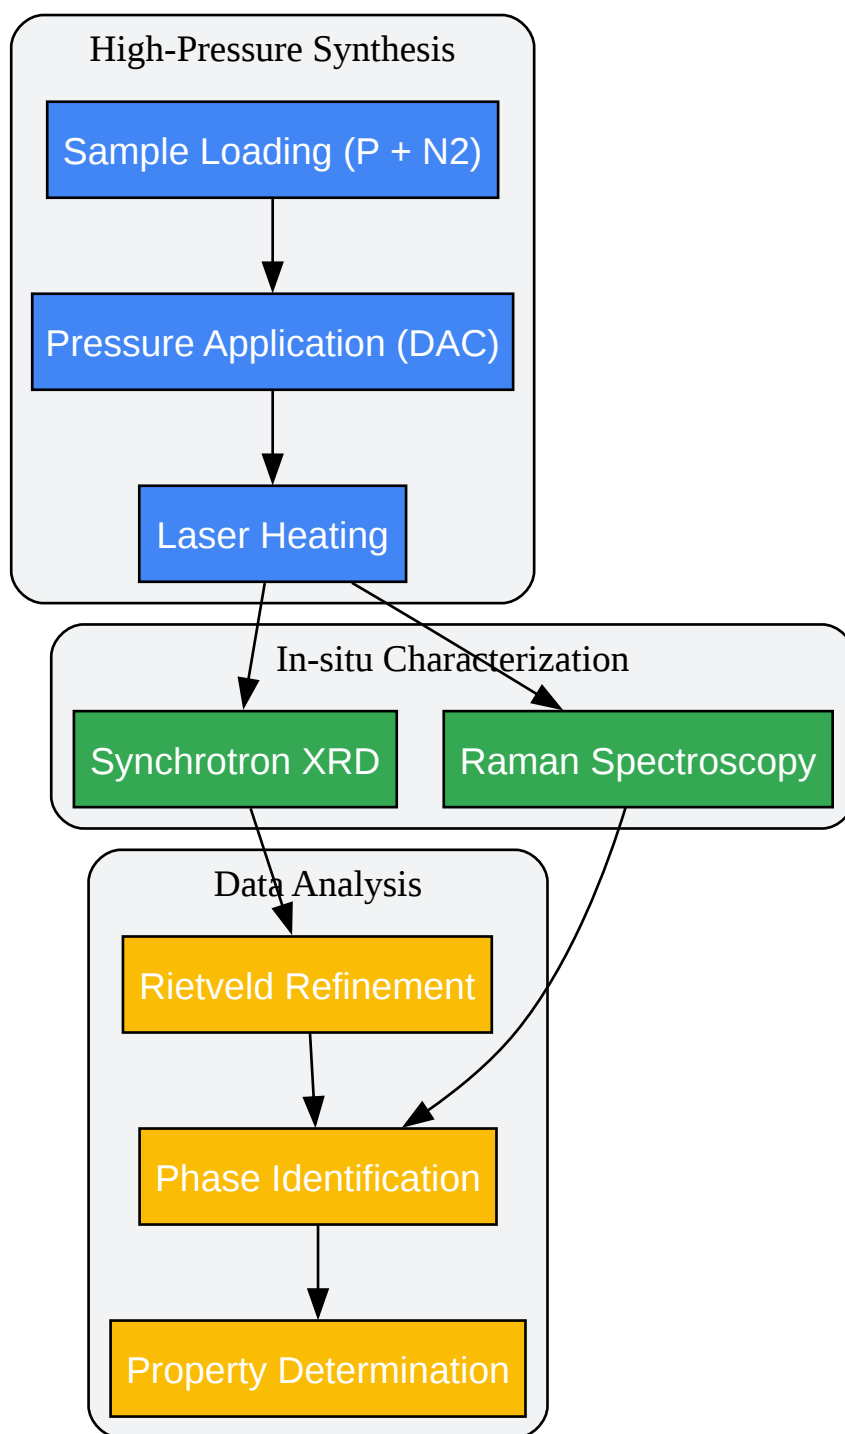 High-Pressure Synthesis
Sample Loading (P + N2)
Pressure Application (DAC)
Laser Heating
In-situ Characterization
Synchrotron XRD
Raman Spectroscopy
Data Analysis
Rietveld Refinement
Phase Identification
Property Determination